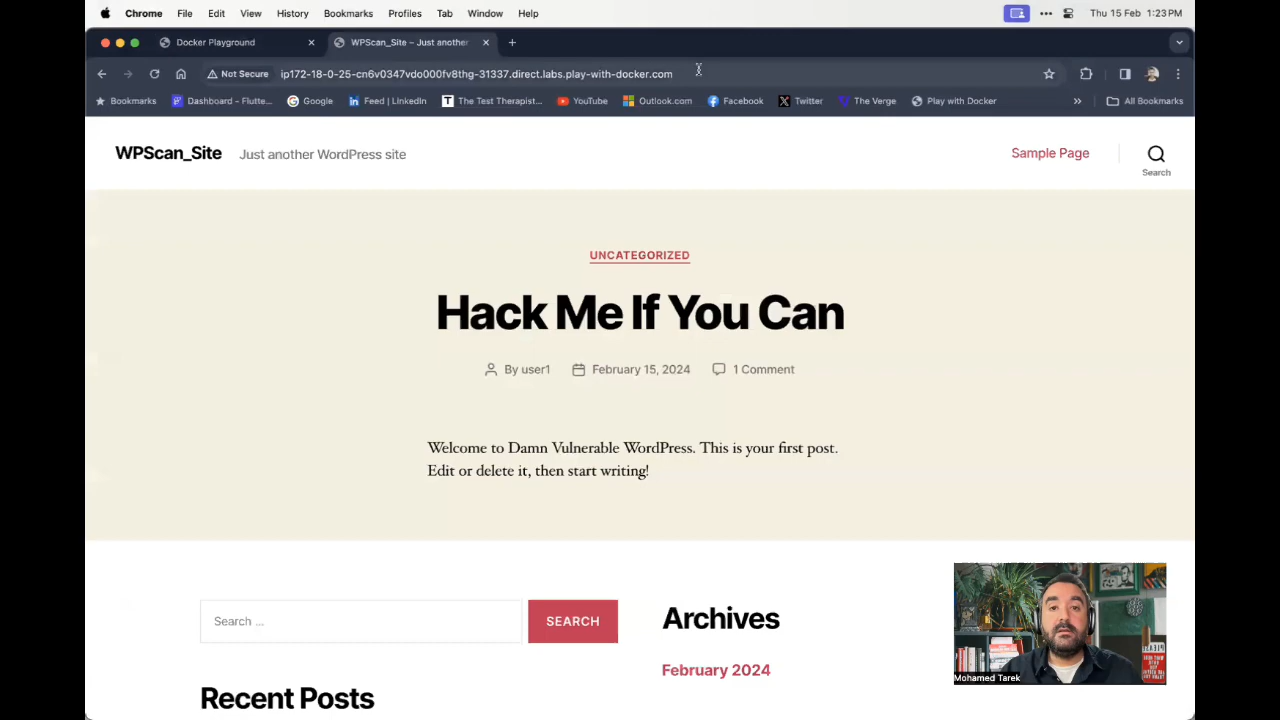 Chrome File Edit View History Bookmarks Profiles Tab Window Help Thu 15 Feb 1:23 PM
Docker Playground WPScan_Site – Just another
Not Secure ip172-18-0-25-cn6v0347vdo000fv8thg-31337.direct.labs.play-with-docker.com
Bookmarks Dashboard - Flutte... Google Feed | LinkedIn The Test Therapist... YouTube Outlook.com Facebook Twitter The Verge Play with Docker All Bookmarks
WPScan_Site Just another WordPress site Sample Page
Search
UNCATEGORIZED
Hack Me If You Can
By user1 February 15, 2024 1 Comment
Welcome to Damn Vulnerable WordPress. This is your first post.
Edit or delete it, then start writing!
Search … SEARCH
Archives
February 2024
Recent Posts
Mohamed Tarek